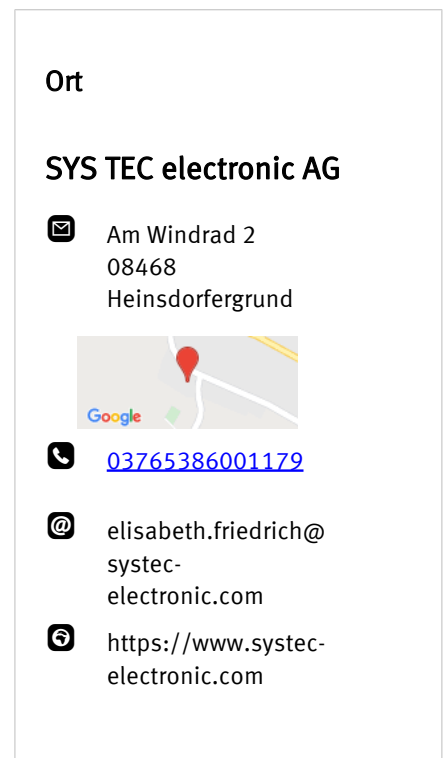 Ort
SYS TEC electronic AG
Am Windrad 2
08468
Heinsdorfergrund
Google
03765386001179
elisabeth.friedrich@
systec-
electronic.com
https://www.systec-
electronic.com